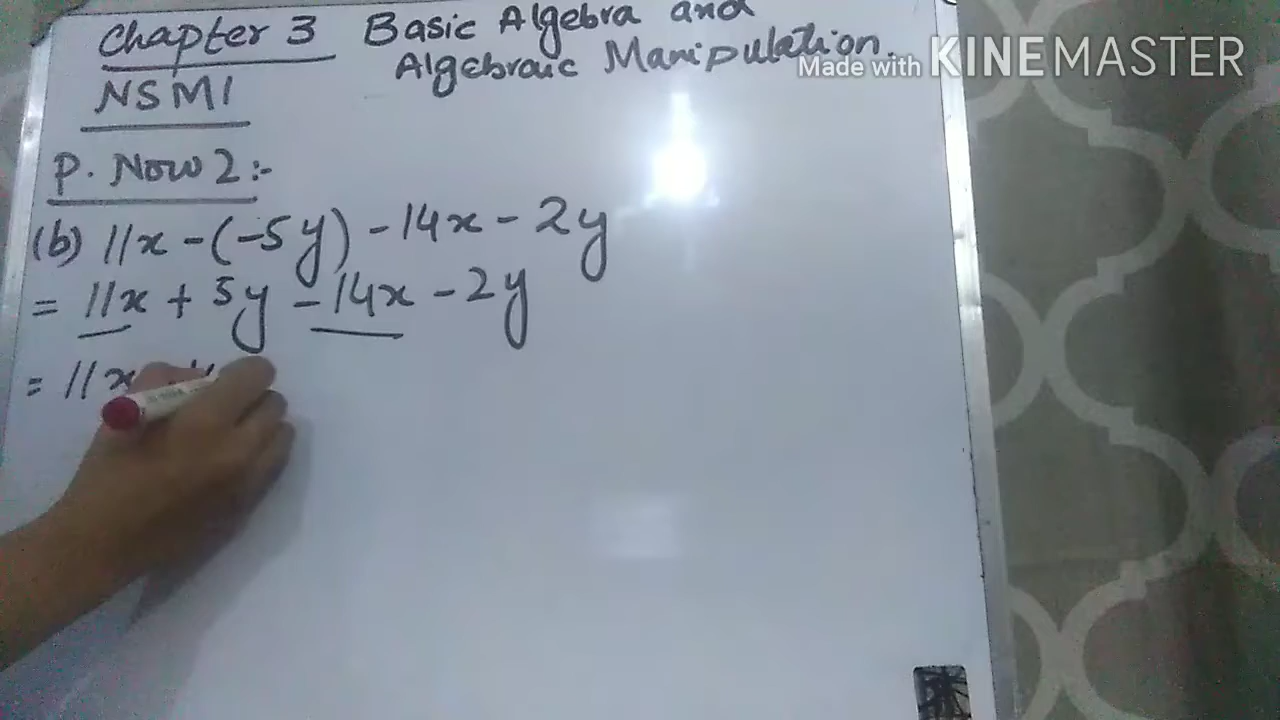 Chapter 3 Basic Algebra and
Algebraic Manipulation.
Made with KINEMASTER
NSM1
P. Now 2:-
(b) 11x - (-5y) - 14x - 2y
= 11x + 5y - 14x - 2y
= 11x